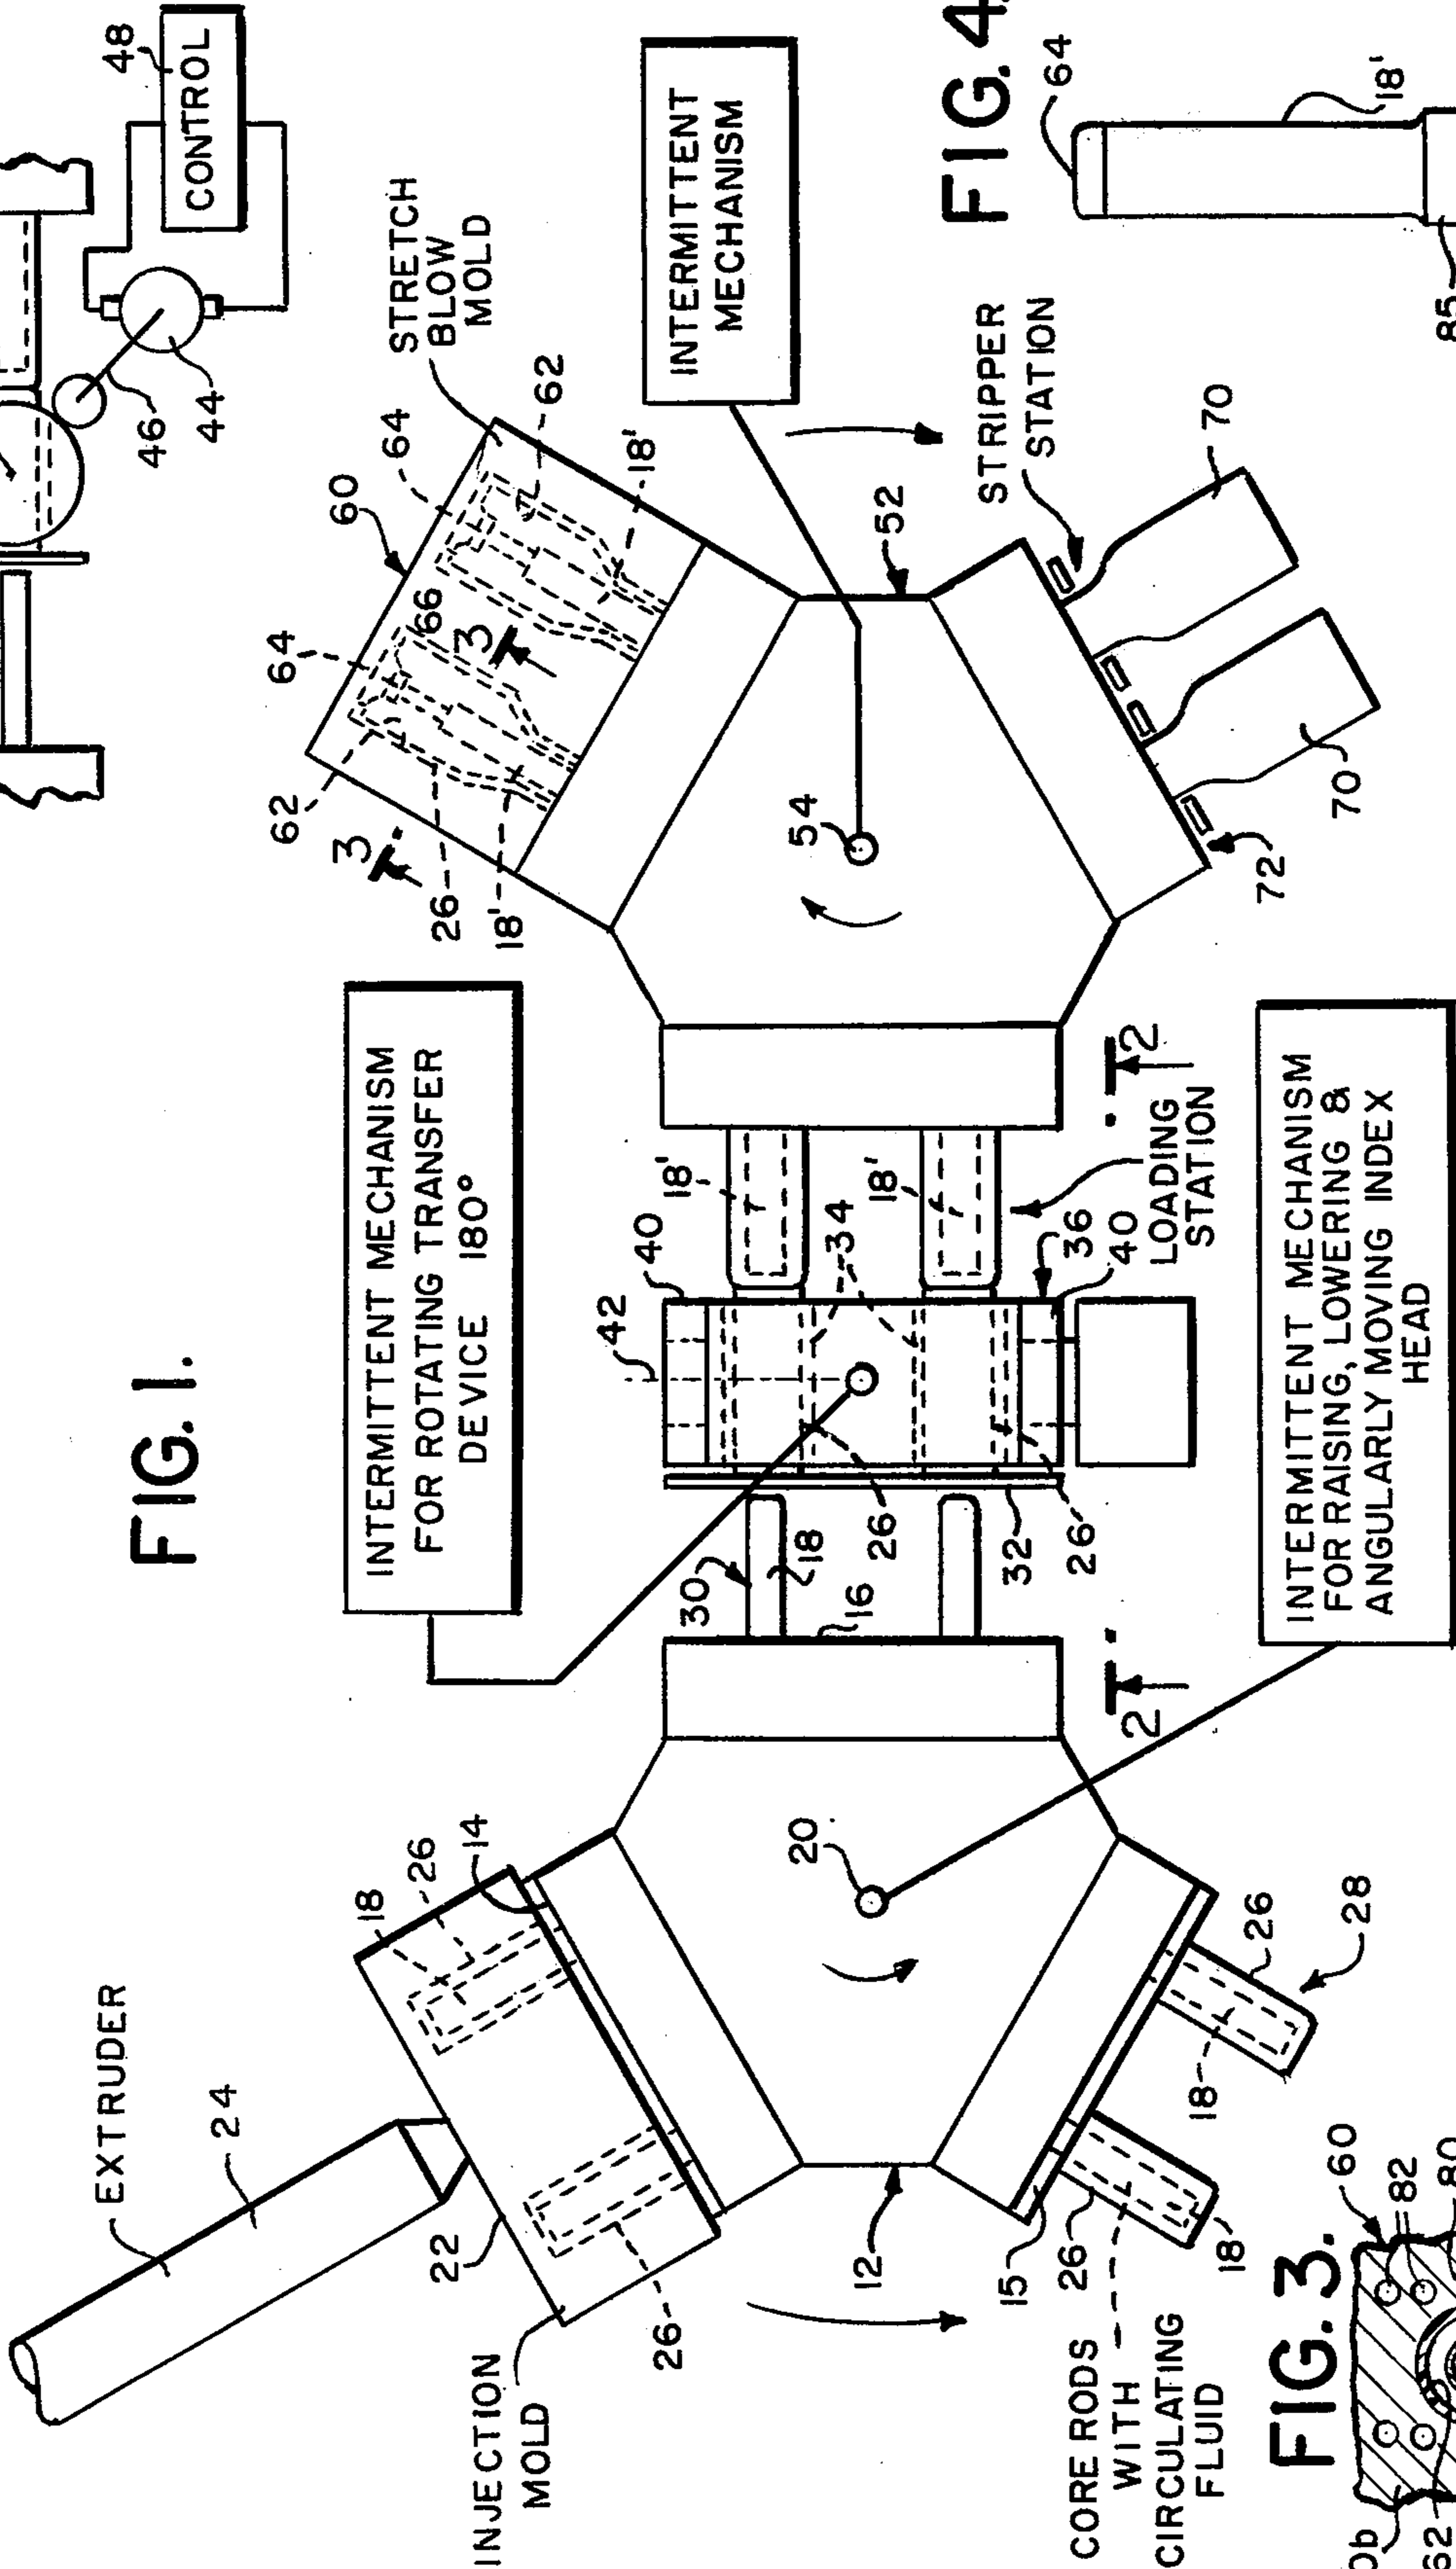 48
CONTROL
46
44
FIG. 1.
FIG. 4.
64
18'
85
INTERMITTENT MECHANISM
FOR ROTATING TRANSFER
DEVICE 180°
STRETCH
BLOW
MOLD
INTERMITTENT
MECHANISM
60
64
62
18'
64
66
3
62
3
26
18'
52
54
STRIPPER
STATION
70
70
72
EXTRUDER
24
22
INJECTION
MOLD
18
26
14
26
20
12
15
26
18
18
26
28
CORE RODS
WITH
CIRCULATING
FLUID
30
18
16
32
26
26
42
40
34
18'
18'
36
40
LOADING
STATION
2
2
INTERMITTENT MECHANISM
FOR RAISING, LOWERING &
ANGULARLY MOVING INDEX
HEAD
FIG. 3.
60
82
80
62